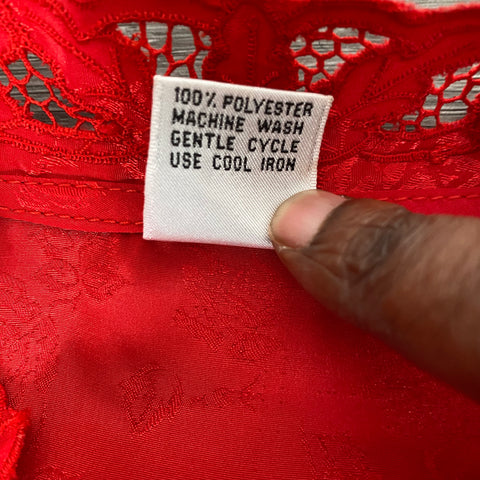 100% POLYESTER
MACHINE WASH
GENTLE CYCLE
USE COOL IRON